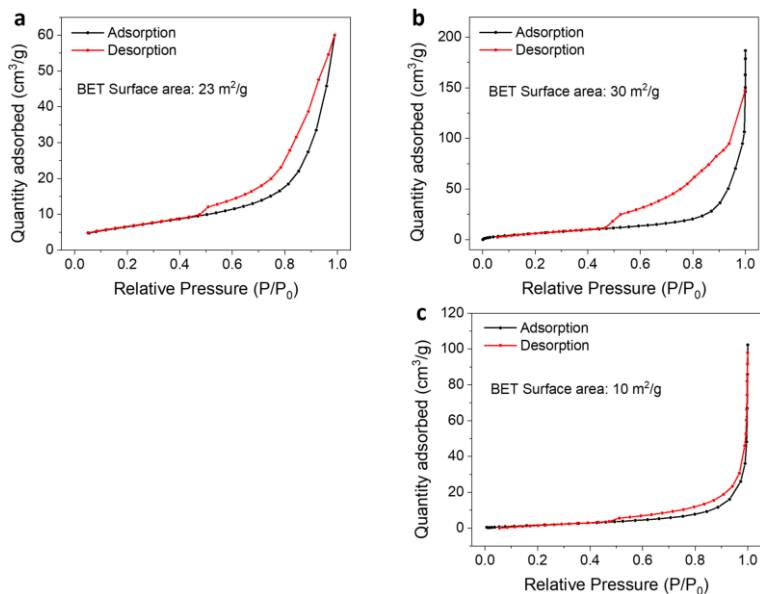 a
Adsorption
Desorption
BET Surface area: 23 m²/g
60
50
40
30
20
10
0
0.0 0.2 0.4 0.6 0.8 1.0
Quantity adsorbed (cm³/g)
Relative Pressure (P/P₀)
b
Adsorption
Desorption
BET Surface area: 30 m²/g
200
150
100
50
0
0.0 0.2 0.4 0.6 0.8 1.0
Quantity adsorbed (cm³/g)
Relative Pressure (P/P₀)
c
Adsorption
Desorption
BET Surface area: 10 m²/g
120
100
80
60
40
20
0
0.0 0.2 0.4 0.6 0.8 1.0
Quantity adsorbed (cm³/g)
Relative Pressure (P/P₀)